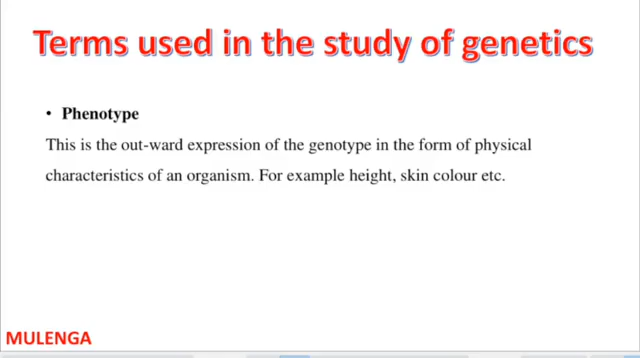 Terms used in the study of genetics
• Phenotype
This is the out-ward expression of the genotype in the form of physical
characteristics of an organism. For example height, skin colour etc.
MULENGA